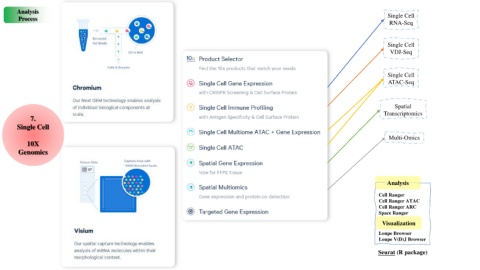 Analysis
Process
7.
Single Cell
10X
Genomics
Chromium
Our Next GEM technology enables analysis
of individual biological components at
scale.
Visium
Our spatial capture technology enables
analysis of mRNA molecules within their
morphological context.
Product Selector
Find the 10x products that match your needs
Single Cell Gene Expression
with CRISPR Screening & Cell Surface Protein
Single Cell Immune Profiling
with Antigen Specificity & Cell Surface Protein
Single Cell Multiome ATAC + Gene Expression
Single Cell ATAC
Spatial Gene Expression
Now for FFPE Tissue
Spatial Multiomics
Gene expression and protein co-detection
Targeted Gene Expression
Single Cell
RNA-Seq
Single Cell
VDJ-Seq
Single Cell
ATAC-Seq
Spatial
Transcriptomics
Multi-Omics
Analysis
Cell Ranger
Cell Ranger ATAC
Cell Ranger ARC
Space Ranger
Visualization
Loupe Browser
Loupe V(D)J Browser
Seurat (R package)